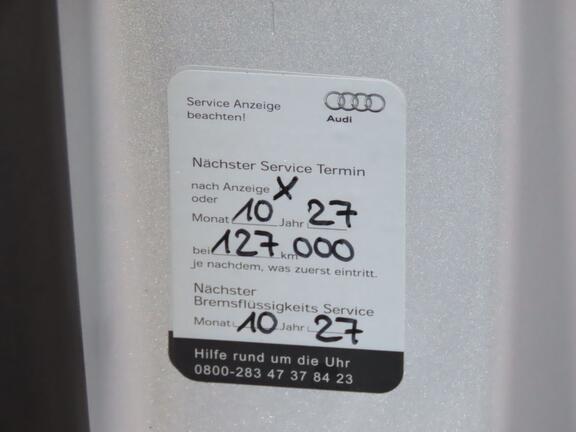 Service Anzeige
beachten!
Audi
Nächster Service Termin
nach Anzeige X
oder
Monat 10 Jahr 27
bei 127.000 km
je nachdem, was zuerst eintritt.
Nächster
Bremsflüssigkeits Service
Monat 10 Jahr 27
Hilfe rund um die Uhr
0800-283 47 37 84 23